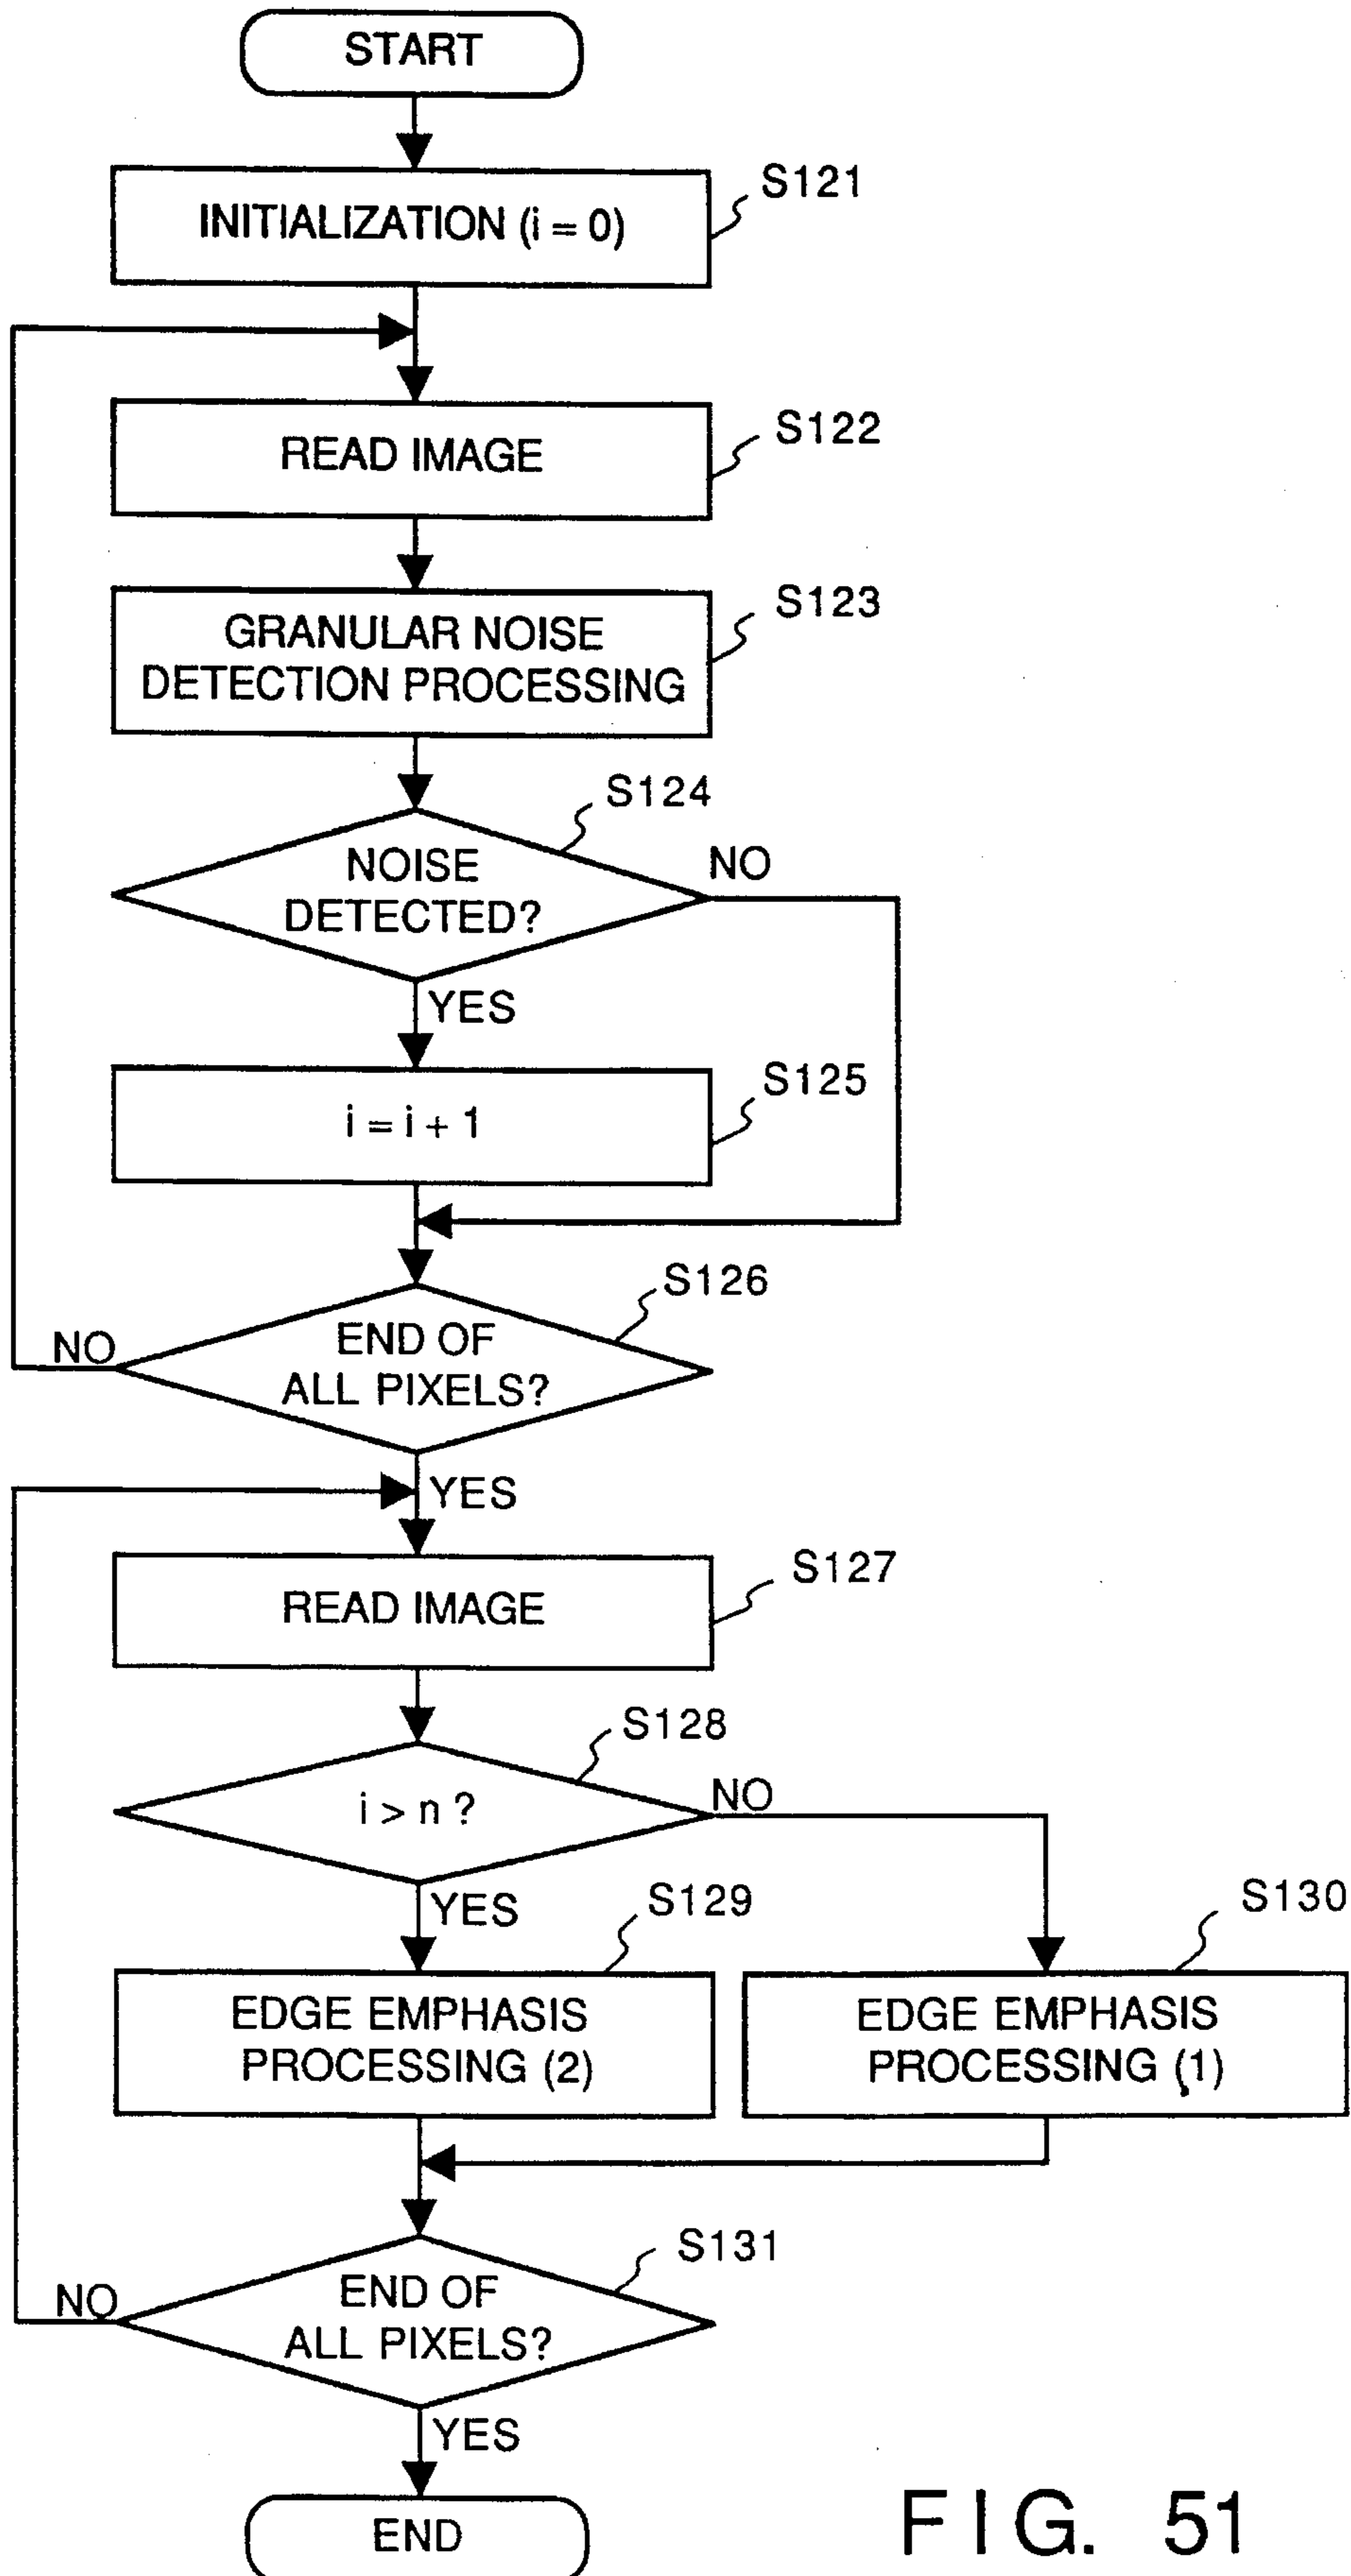 START
INITIALIZATION (i = 0)
S121
READ IMAGE
S122
GRANULAR NOISE
DETECTION PROCESSING
S123
NOISE
DETECTED?
S124
NO
YES
i = i + 1
S125
END OF
ALL PIXELS?
S126
NO
YES
READ IMAGE
S127
i > n ?
S128
NO
YES
EDGE EMPHASIS
PROCESSING (2)
S129
EDGE EMPHASIS
PROCESSING (1)
S130
END OF
ALL PIXELS?
S131
NO
YES
END
FIG. 51